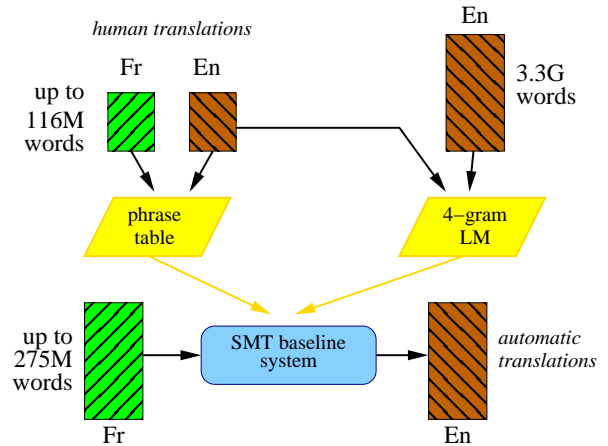 human translations
Fr
En
En
up to
116M
words
3.3G
words
phrase
table
4−gram
LM
up to
275M
words
SMT baseline
system
automatic
translations
Fr
En